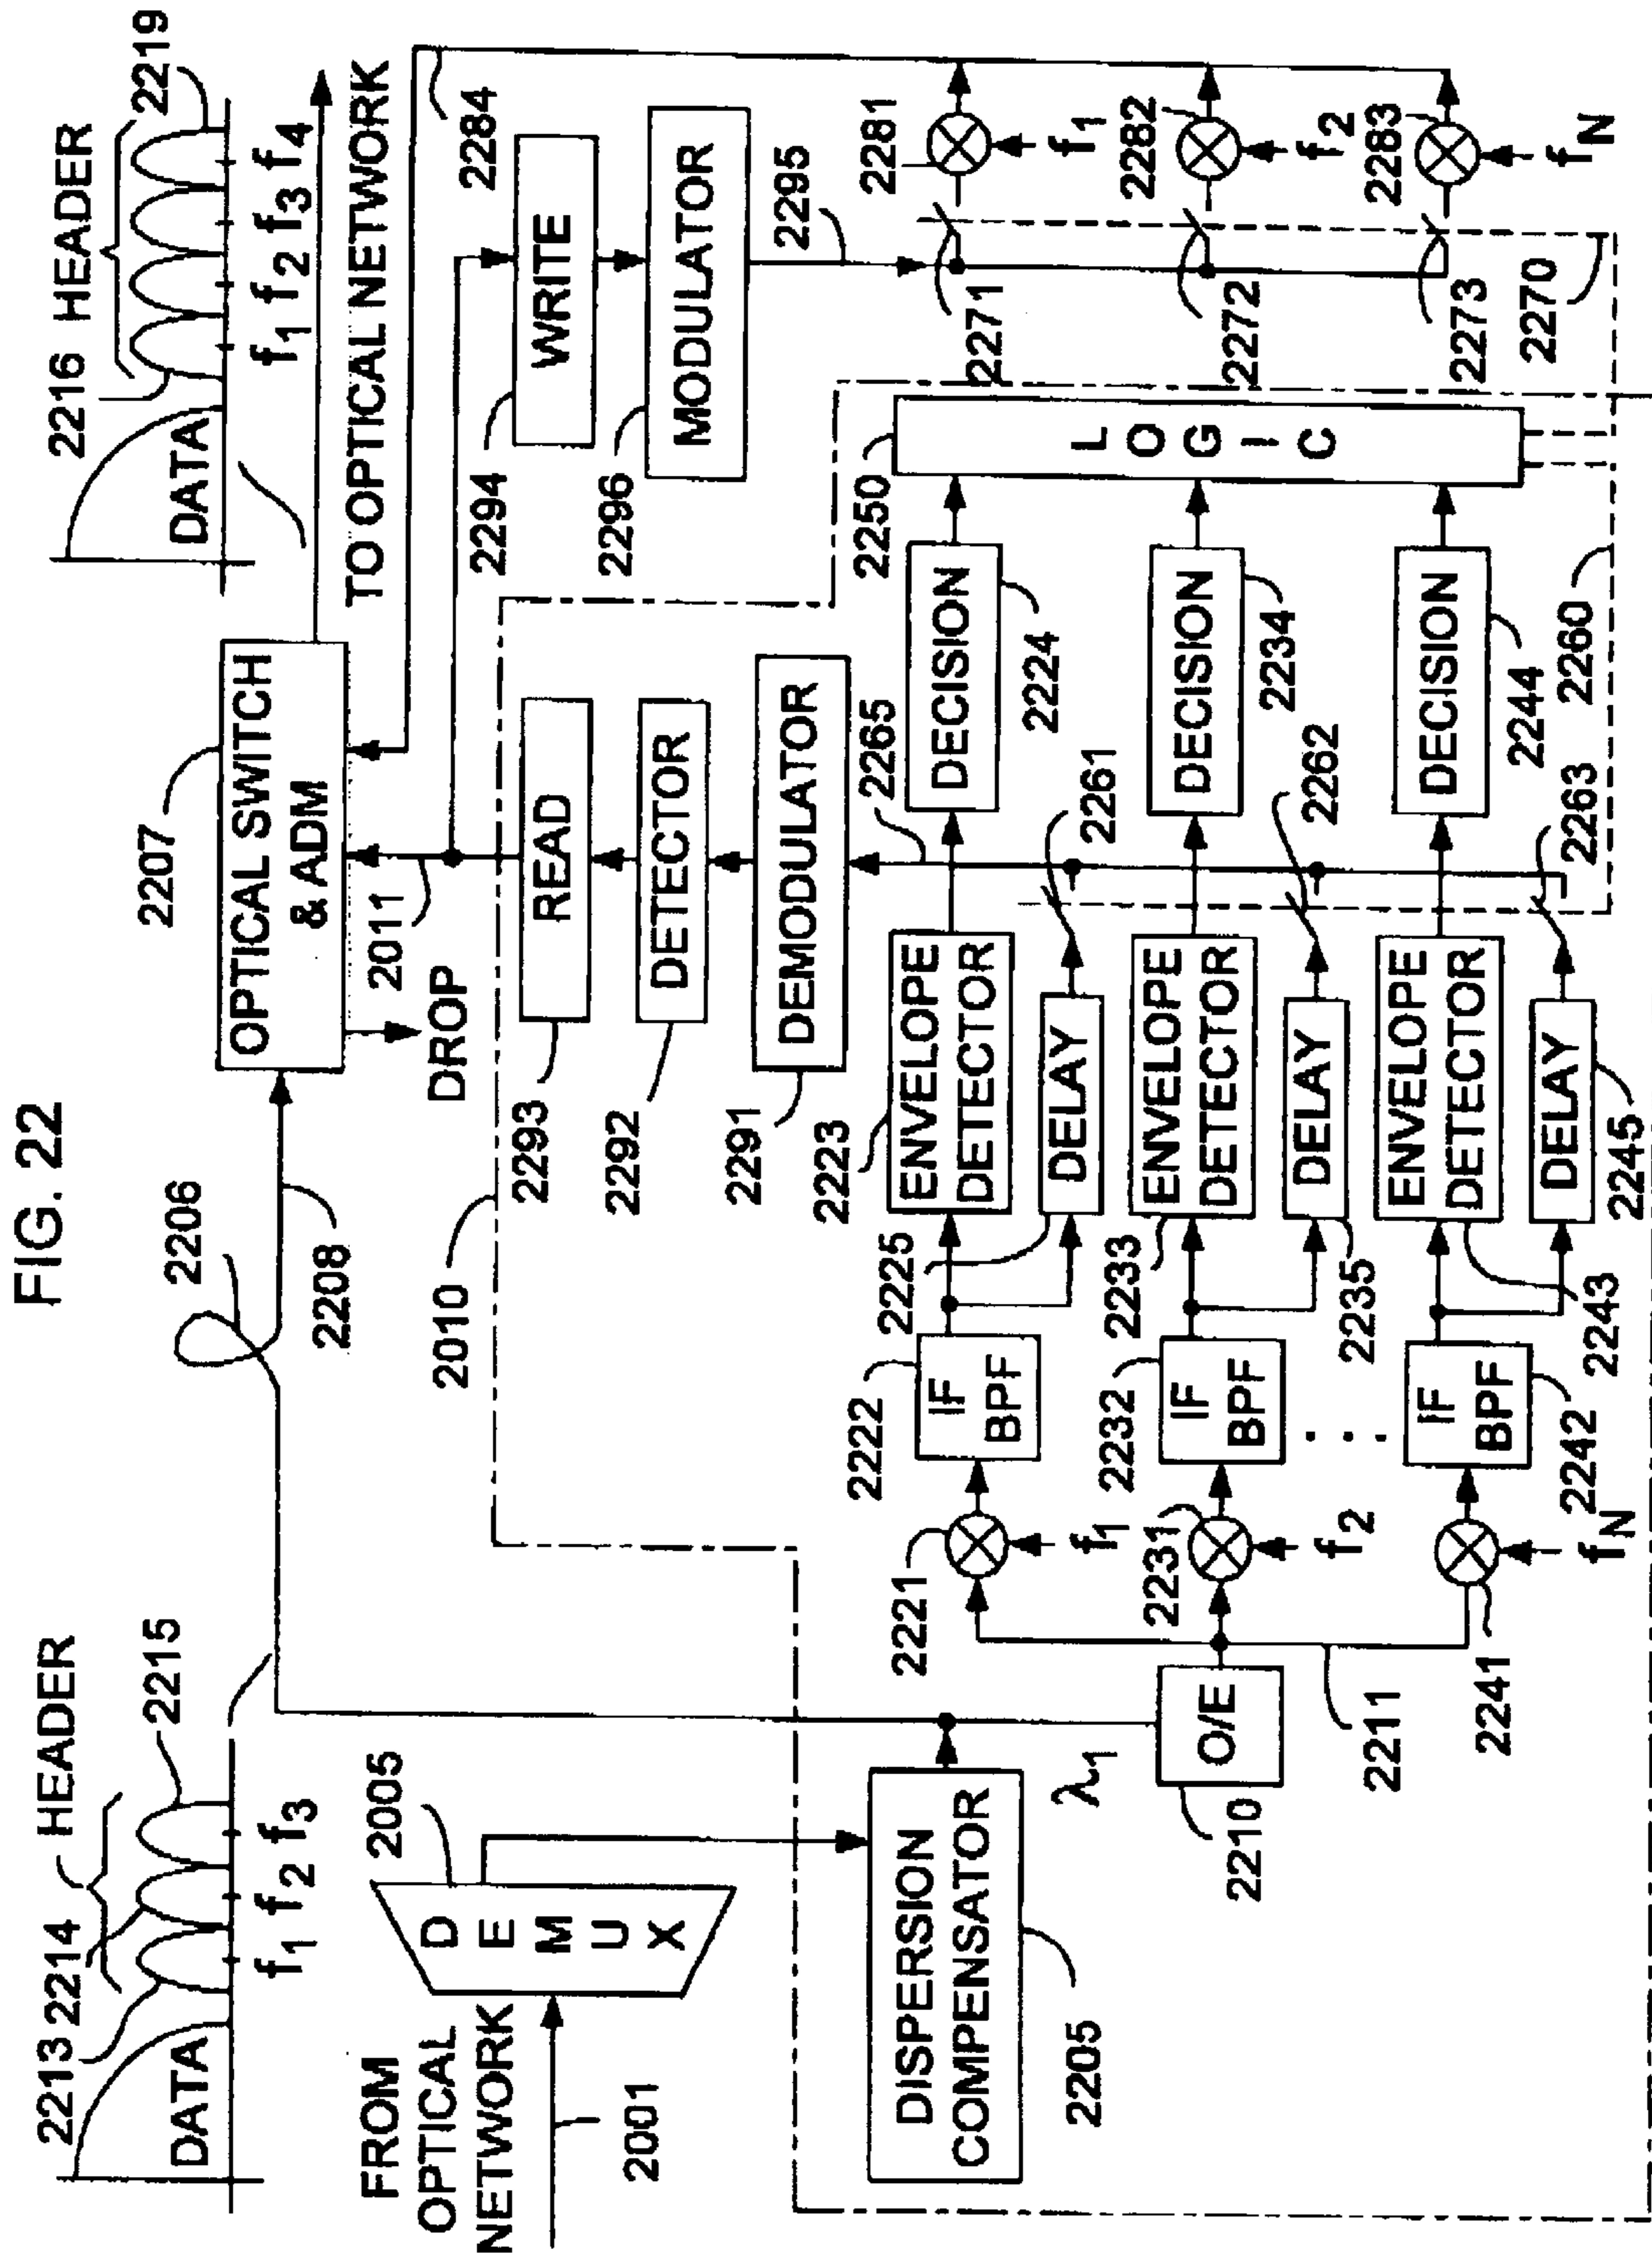 FIG. 22
2213
2214
HEADER
2215
DATA
f1 f2 f3
2216
HEADER
2219
DATA
f1 f2 f3 f4
2206
2208
2207
OPTICAL SWITCH
& ADM
TO OPTICAL NETWORK
2011
DROP
2284
FROM
OPTICAL
NETWORK
2001
2005
D
E
M
U
X
2010
2293
READ
2292
DETECTOR
2291
DEMODULATOR
2265
2294
WRITE
2296
MODULATOR
2295
DISPERSION
COMPENSATOR
2205
λ1
O/E
2210
2211
2221
f1
2222
IF
BPF
2223
ENVELOPE
DETECTOR
2225
DELAY
2261
DECISION
2224
2250
L
O
G
I
C
2271
2281
f1
2231
f2
2232
IF
BPF
2233
ENVELOPE
DETECTOR
2235
DELAY
2262
DECISION
2234
2272
2282
f2
. . .
2241
fN
IF
BPF
2242
ENVELOPE
DETECTOR
2243
DELAY
2245
2263
DECISION
2244
2260
2273
2270
2283
fN